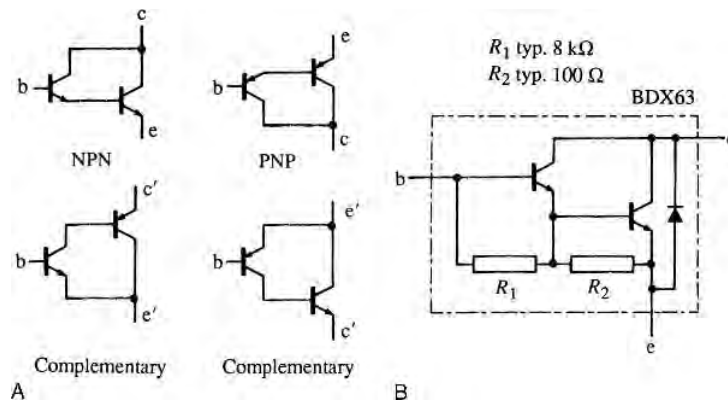 c
b
e
NPN
e
b
c
PNP
c′
b
e′
Complementary
e′
b
c′
Complementary
A
R₁ typ. 8 kΩ
R₂ typ. 100 Ω
BDX63
b
R₁
R₂
e
B